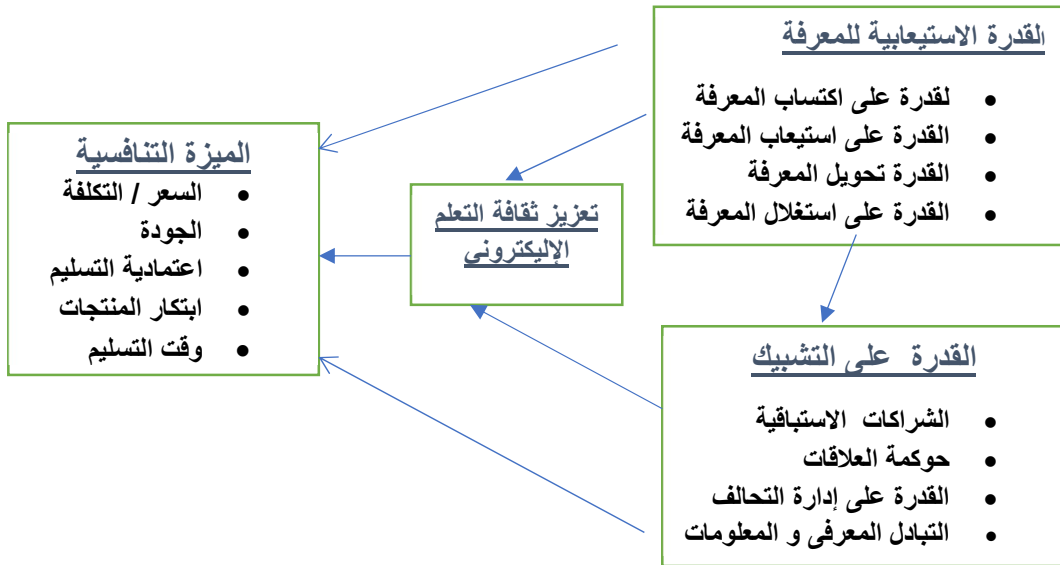 القدرة الاستيعابية للمعرفة
لقدرة على اكتساب المعرفة
القدرة على استيعاب المعرفة
القدرة تحويل المعرفة
القدرة على استغلال المعرفة
القدرة على التشبيك
الشراكات الاستباقية
حوكمة العلاقات
القدرة على إدارة التحالف
التبادل المعرفى و المعلومات
تعزيز ثقافة التعلم
الإليكتروني
الميزة التنافسية
السعر / التكلفة
الجودة
اعتمادية التسليم
ابتكار المنتجات
وقت التسليم